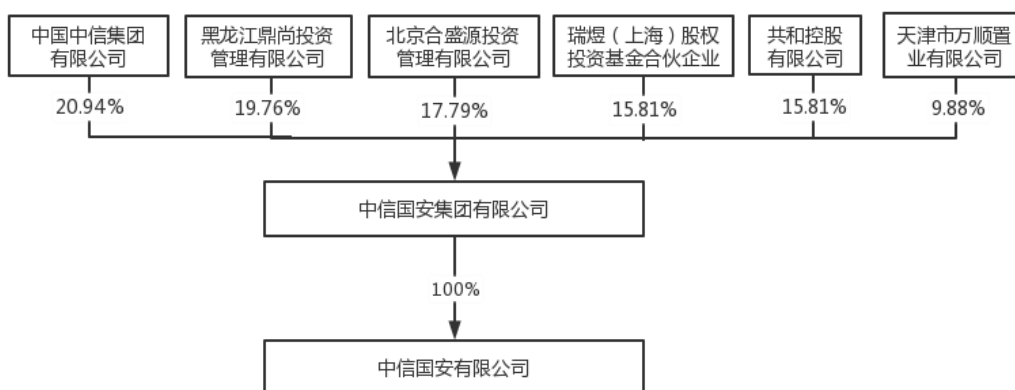 中国中信集团
有限公司
黑龙江鼎尚投资
管理有限公司
北京合盛源投资
管理有限公司
瑞煜（上海）股权
投资基金合伙企业
共和控股
有限公司
天津市万顺置
业有限公司
20.94%
19.76%
17.79%
15.81%
15.81%
9.88%
中信国安集团有限公司
100%
中信国安有限公司